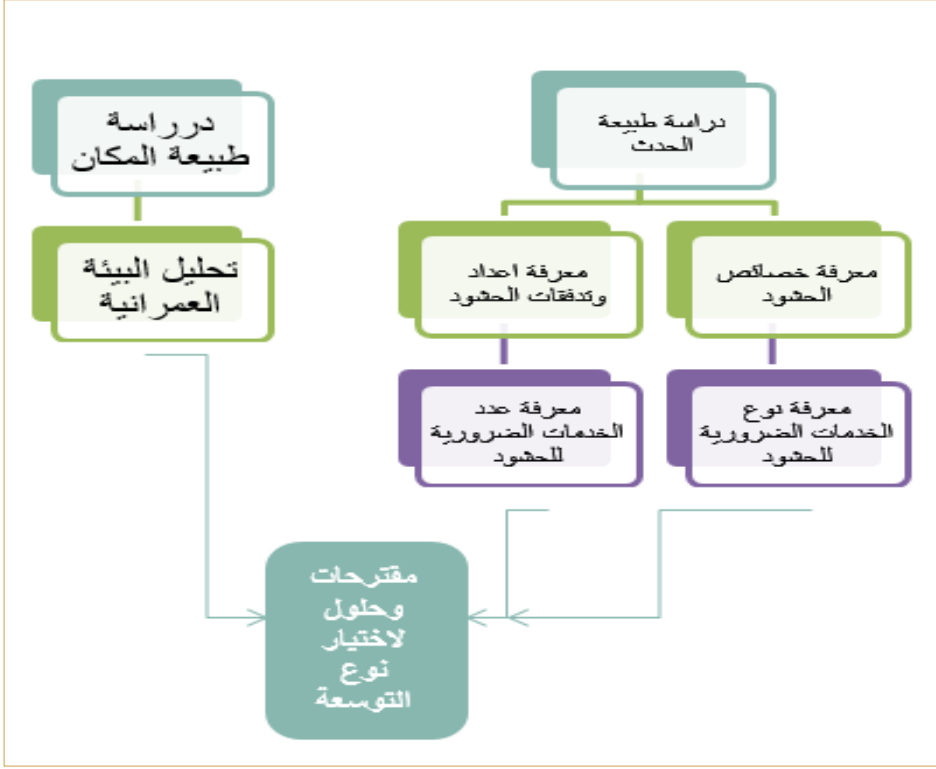 دراسة طبيعة
الحدث
درراسة
طبيعة المكان
معرفة خصائص
الحشود
معرفة اعداد
وتدفقات الحشود
تحليل البيئة
العمرانية
معرفة نوع
الخدمات الضرورية
للحشود
معرفة عدد
الخدمات الضرورية
للحشود
مقترحات
وحلول
لاختيار
نوع
التوسعة